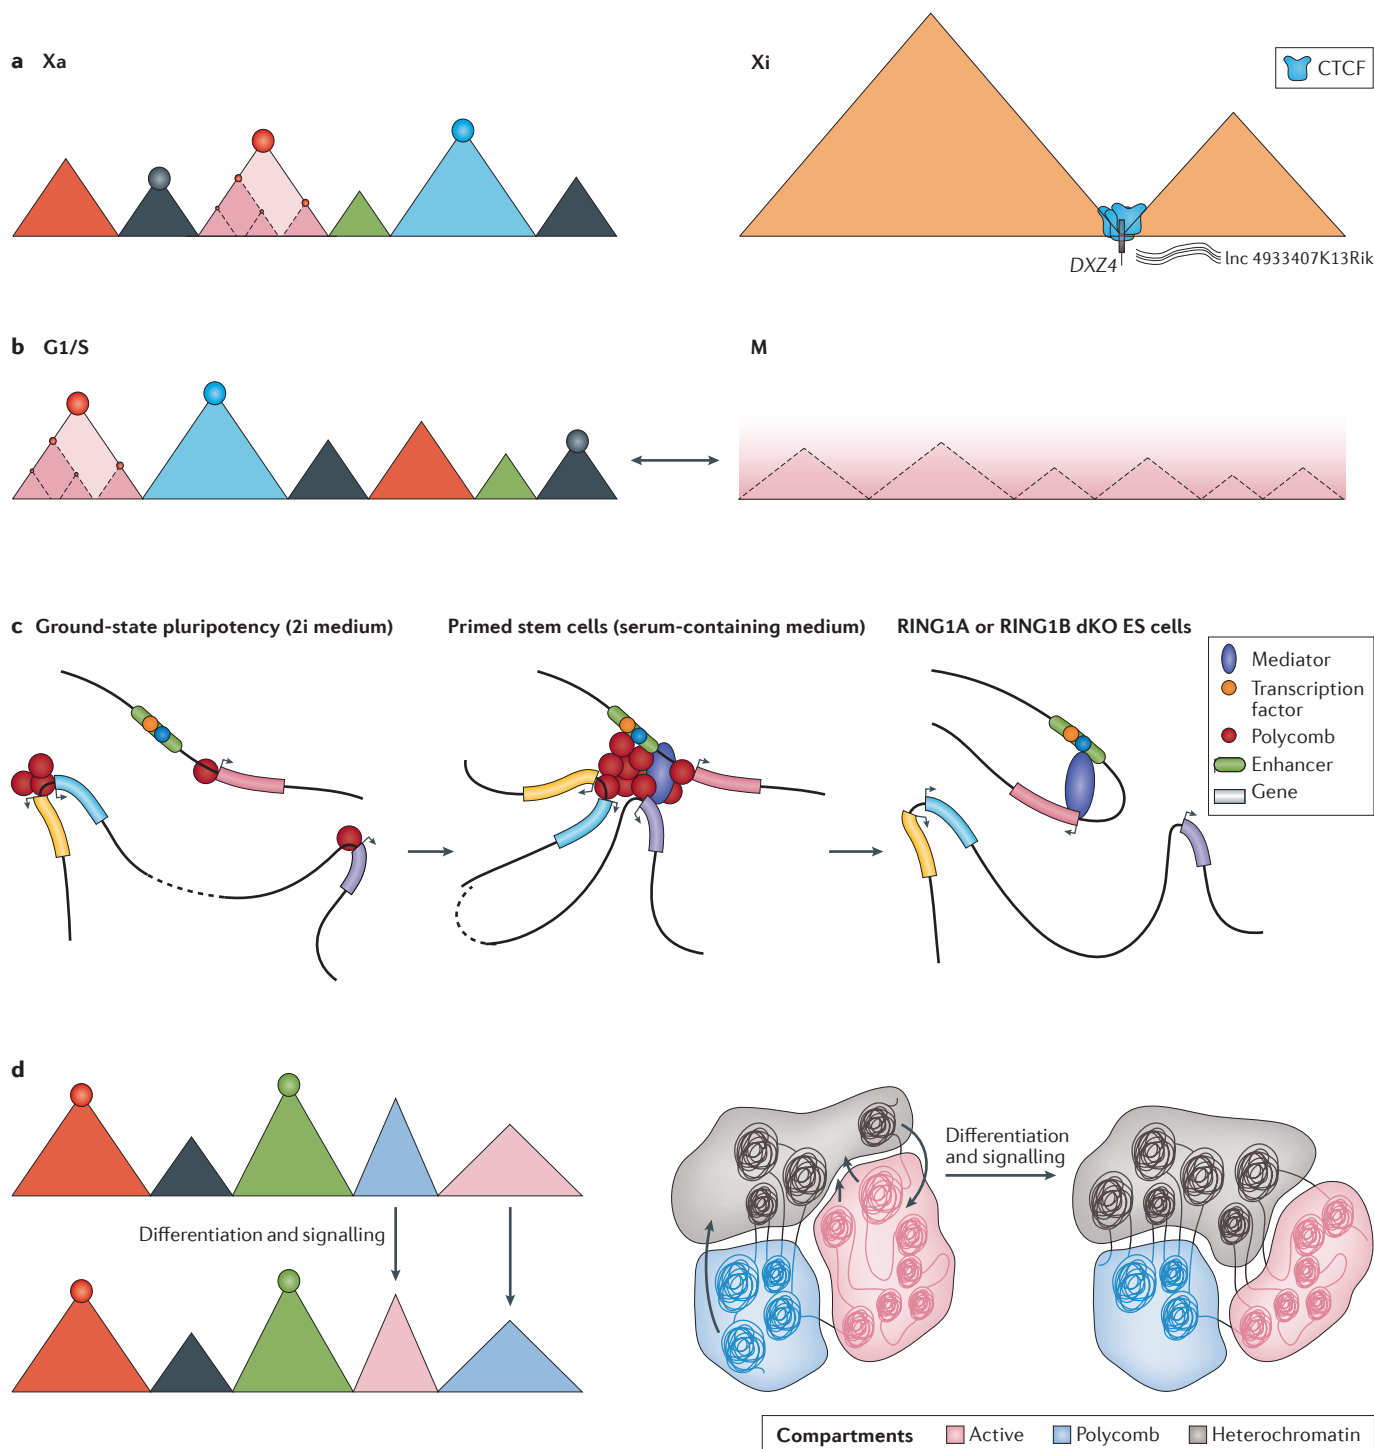 a Xa
Xi
CTCF
DXZ4
lnc 4933407K13Rik
b G1/S
M
c Ground-state pluripotency (2i medium)
Primed stem cells (serum-containing medium)
RING1A or RING1B dKO ES cells
Mediator
Transcription
factor
Polycomb
Enhancer
Gene
d
Differentiation and signalling
Differentiation
and signalling
Compartments
Active
Polycomb
Heterochromatin